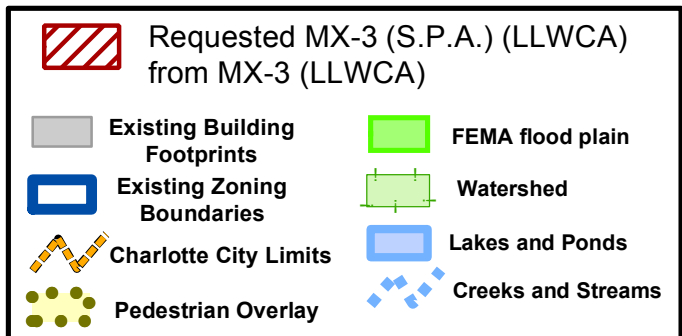 Requested MX-3 (S.P.A.) (LLWCA)
from MX-3 (LLWCA)
Existing Building
Footprints
Existing Zoning
Boundaries
Charlotte City Limits
Pedestrian Overlay
FEMA flood plain
Watershed
Lakes and Ponds
Creeks and Streams